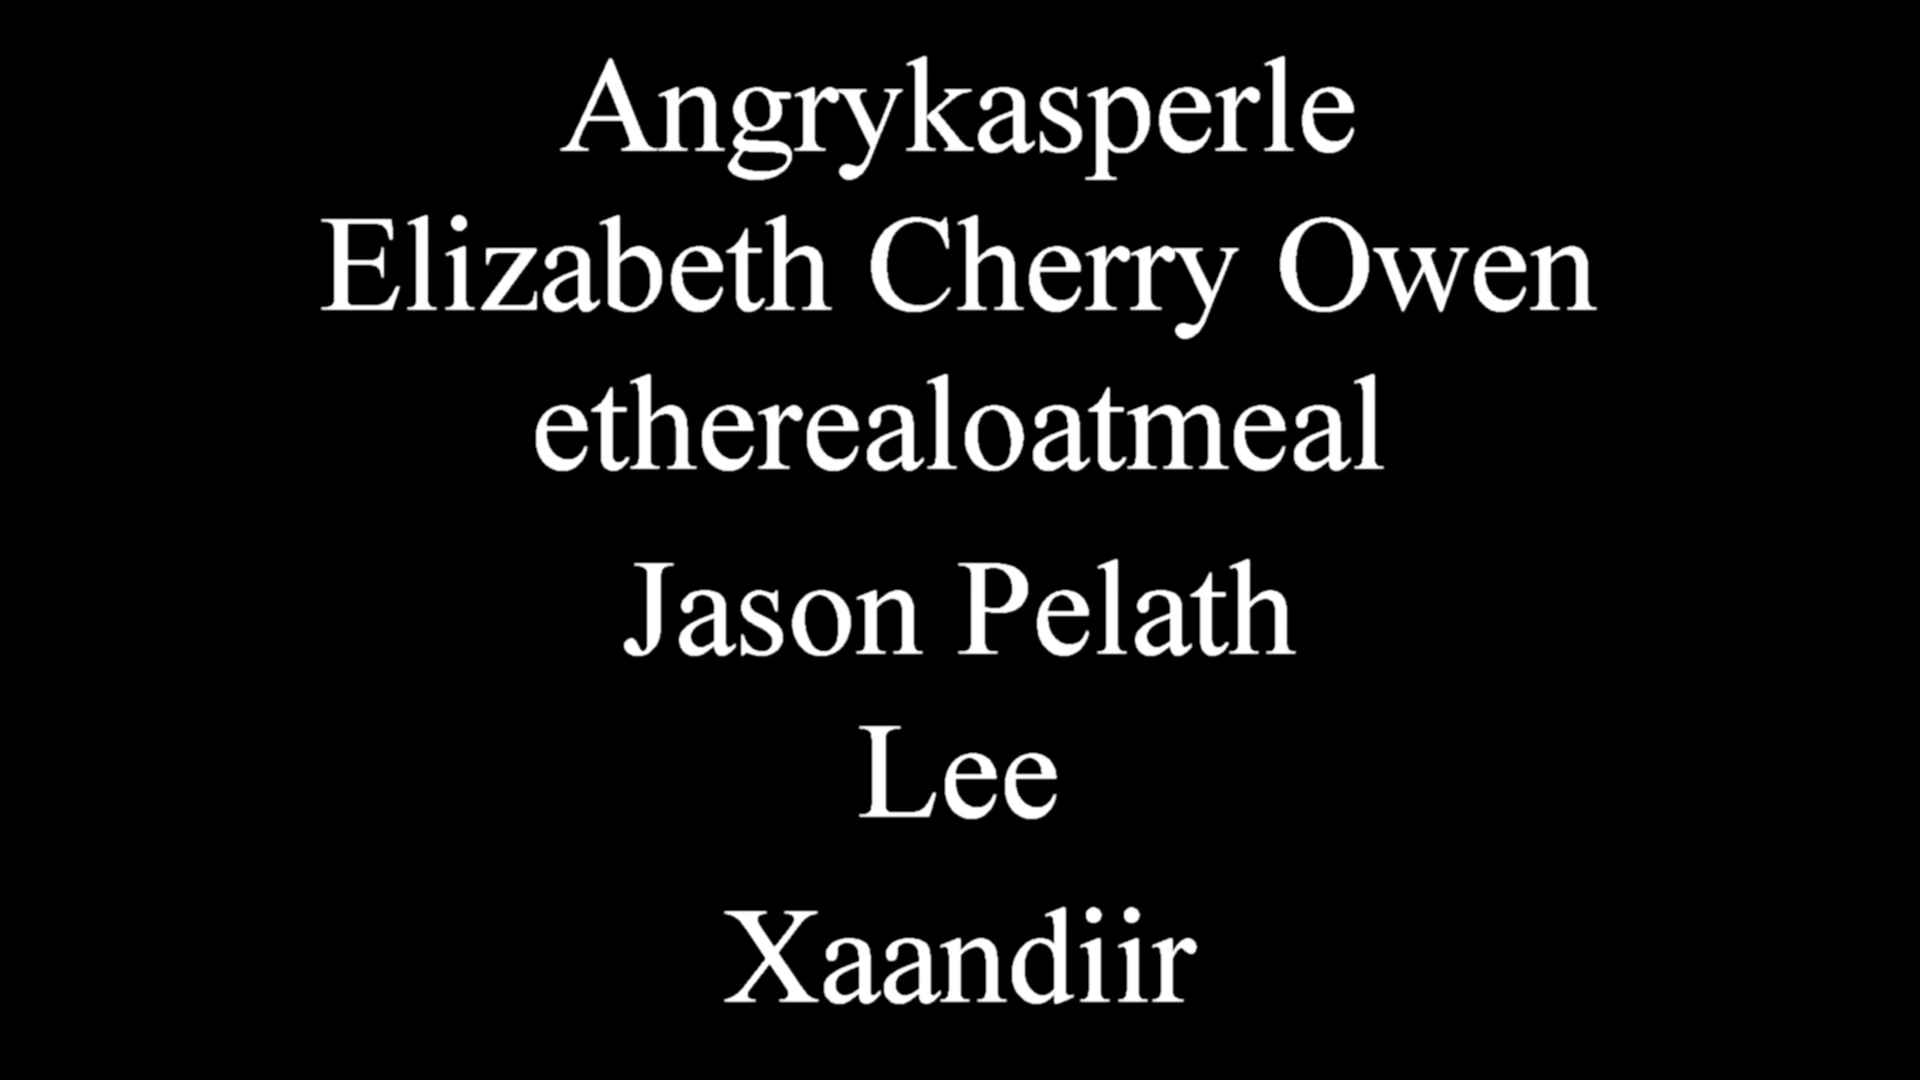 Angrykasperle
Elizabeth Cherry Owen
etherealoatmeal
Jason Pelath
Lee
Xaandiir